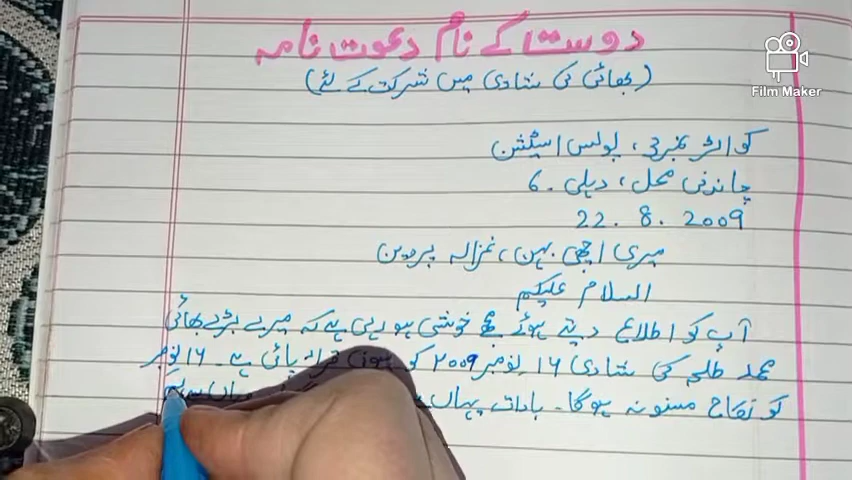 دوست کے نام دعوت نامہ
(بھائی کی شادی میں شرکت کے لئے)
Film Maker
کواٹر نمبر 3، پولس اسٹیشن
چاندنی محل، دہلی ۔ 6
22. 8. 2009
میری اچھی بہن، غزالہ پروین
السلام علیکم
آپ کو اطلاع دیتے ہوئے مجھے خوشی ہو رہی ہے کہ میرے بڑے بھائی
محمد طلحہ کی شادی ۱۶ نومبر ۲۰۰۹ کو ہونی قرار پائی ہے۔ ۱۶ نومبر
کو نکاح مسنونہ ہوگا۔ بارات یہاں